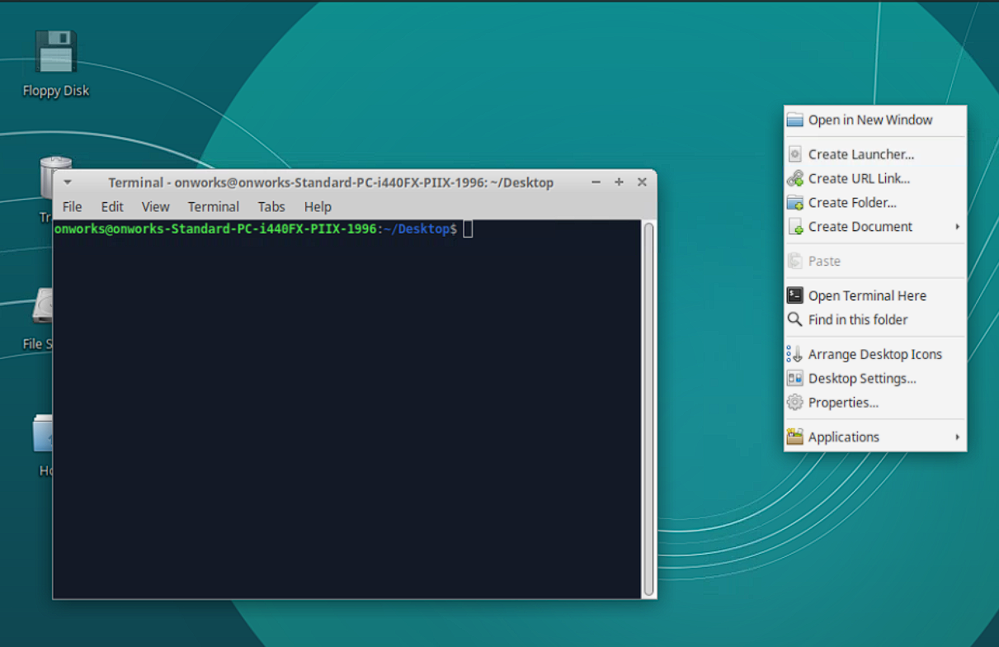 Floppy Disk
Tr
File S
Ho
Terminal - onworks@onworks-Standard-PC-i440FX-PIIX-1996: ~/Desktop
File Edit View Terminal Tabs Help
onworks@onworks-Standard-PC-i440FX-PIIX-1996:~/Desktop$
Open in New Window
Create Launcher...
Create URL Link...
Create Folder...
Create Document
Paste
Open Terminal Here
Find in this folder
Arrange Desktop Icons
Desktop Settings...
Properties...
Applications